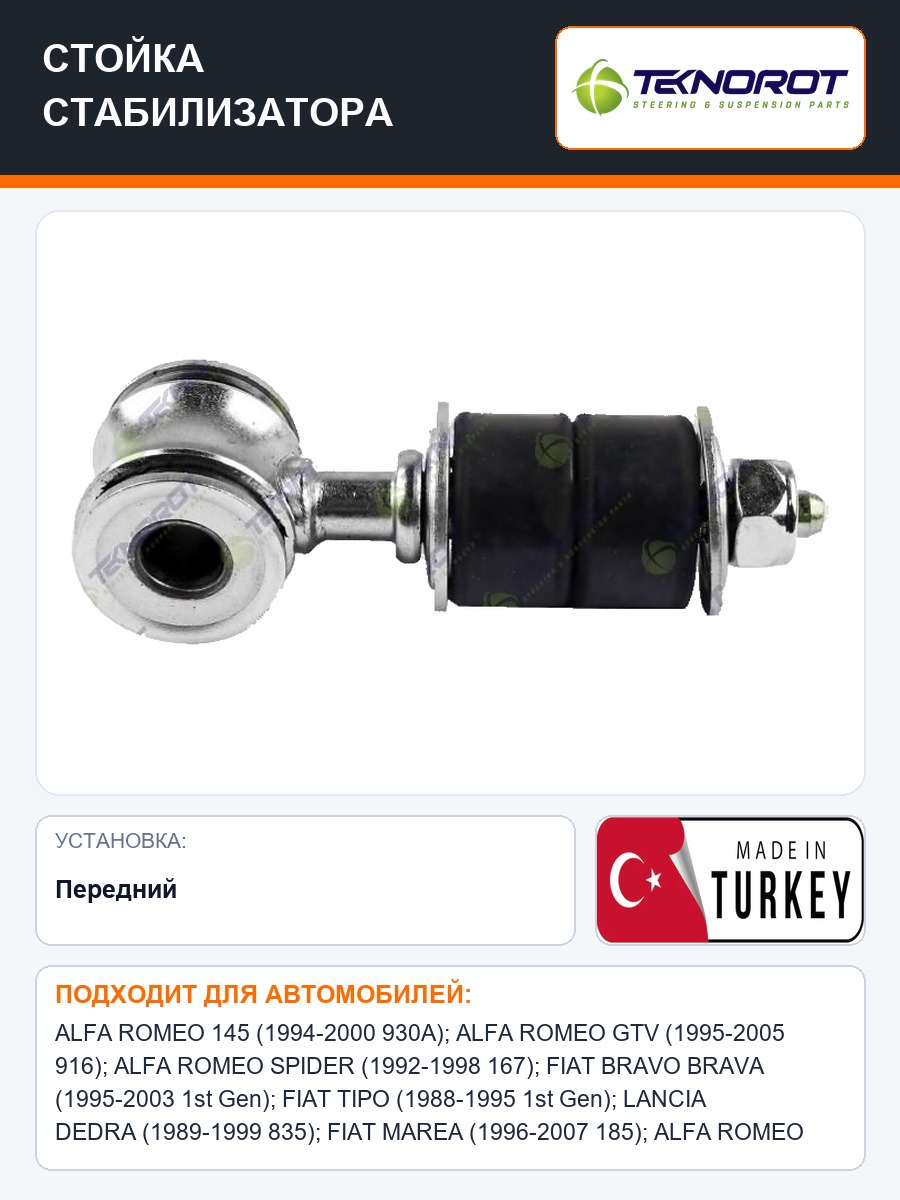 СТОЙКА
СТАБИЛИЗАТОРА
TEKNOROT
STEERING & SUSPENSION PARTS
TEKNOROT
УСТАНОВКА:
Передний
MADE IN
TURKEY
ПОДХОДИТ ДЛЯ АВТОМОБИЛЕЙ:
ALFA ROMEO 145 (1994-2000 930A); ALFA ROMEO GTV (1995-2005
916); ALFA ROMEO SPIDER (1992-1998 167); FIAT BRAVO BRAVA
(1995-2003 1st Gen); FIAT TIPO (1988-1995 1st Gen); LANCIA
DEDRA (1989-1999 835); FIAT MAREA (1996-2007 185); ALFA ROMEO